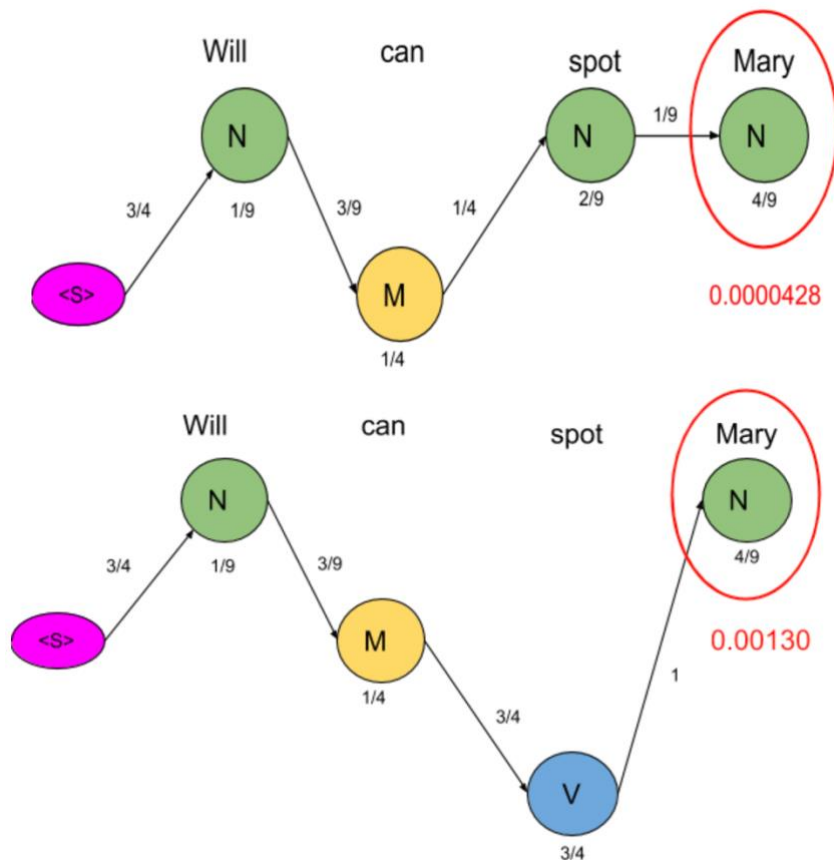 Will can spot Mary
N N 1/9 N
3/4 1/9 3/9 1/4 2/9 4/9
<S> M 0.0000428
1/4
Will can spot Mary
N N
3/4 1/9 3/9 4/9
<S> M 0.00130
1/4 3/4 1
V
3/4